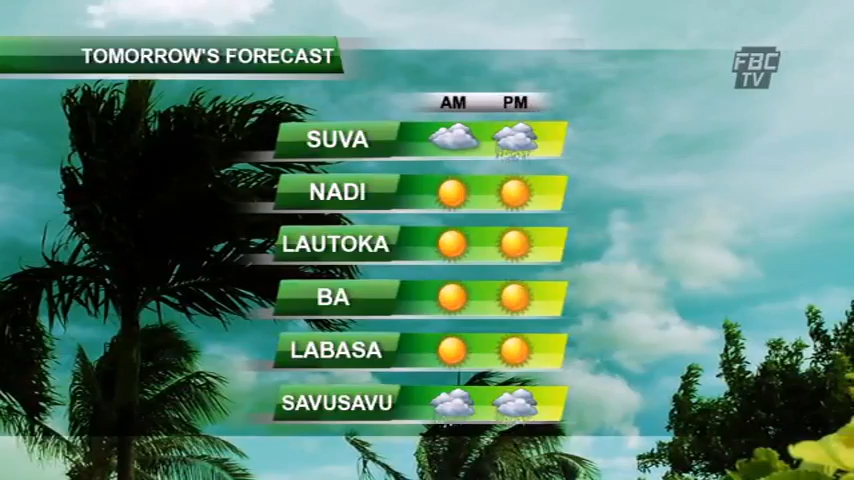 TOMORROW'S FORECAST
FBC
TV
AM PM
SUVA
NADI
LAUTOKA
BA
LABASA
SAVUSAVU